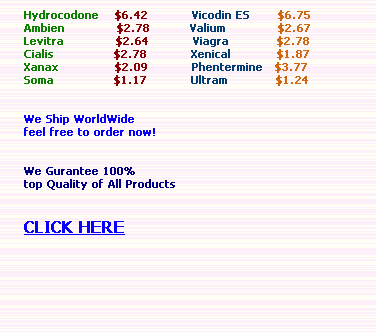 Hydrocodone $6.42 Vicodin ES $6.75
Ambien $2.78 Valium $2.67
Levitra $2.64 Viagra $2.78
Cialis $2.78 Xenical $1.87
Xanax $2.09 Phentermine $3.77
Soma $1.17 Ultram $1.24
We Ship WorldWide
feel free to order now!
We Gurantee 100%
top Quality of All Products
CLICK HERE